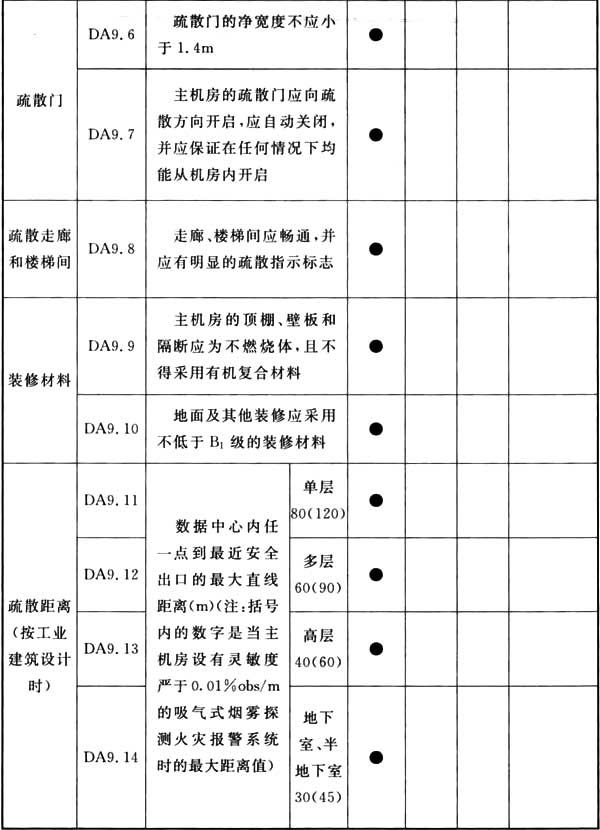 疏散门
DA9.6
疏散门的净宽度不应小
于1.4m
●
DA9.7
主机房的疏散门应向疏
散方向开启,应自动关闭,
并应保证在任何情况下均
能从机房内开启
●
疏散走廊
和楼梯间
DA9.8
走廊、楼梯间应畅通,并
应有明显的疏散指示标志
●
装修材料
DA9.9
主机房的顶棚、壁板和
隔断应为不燃烧体,且不
得采用有机复合材料
●
DA9.10
地面及其他装修应采用
不低于B₁级的装修材料
●
疏散距离
(按工业
建筑设计
时)
DA9.11
数据中心内任
一点到最近安全
出口的最大直线
距离(m)(注:括号
内的数字是当主
机房设有灵敏度
严于0.01%obs/m
的吸气式烟雾探
测火灾报警系统
时的最大距离值)
单层
80(120)
●
DA9.12
多层
60(90)
●
DA9.13
高层
40(60)
●
DA9.14
地下
室、半
地下室
30(45)
●